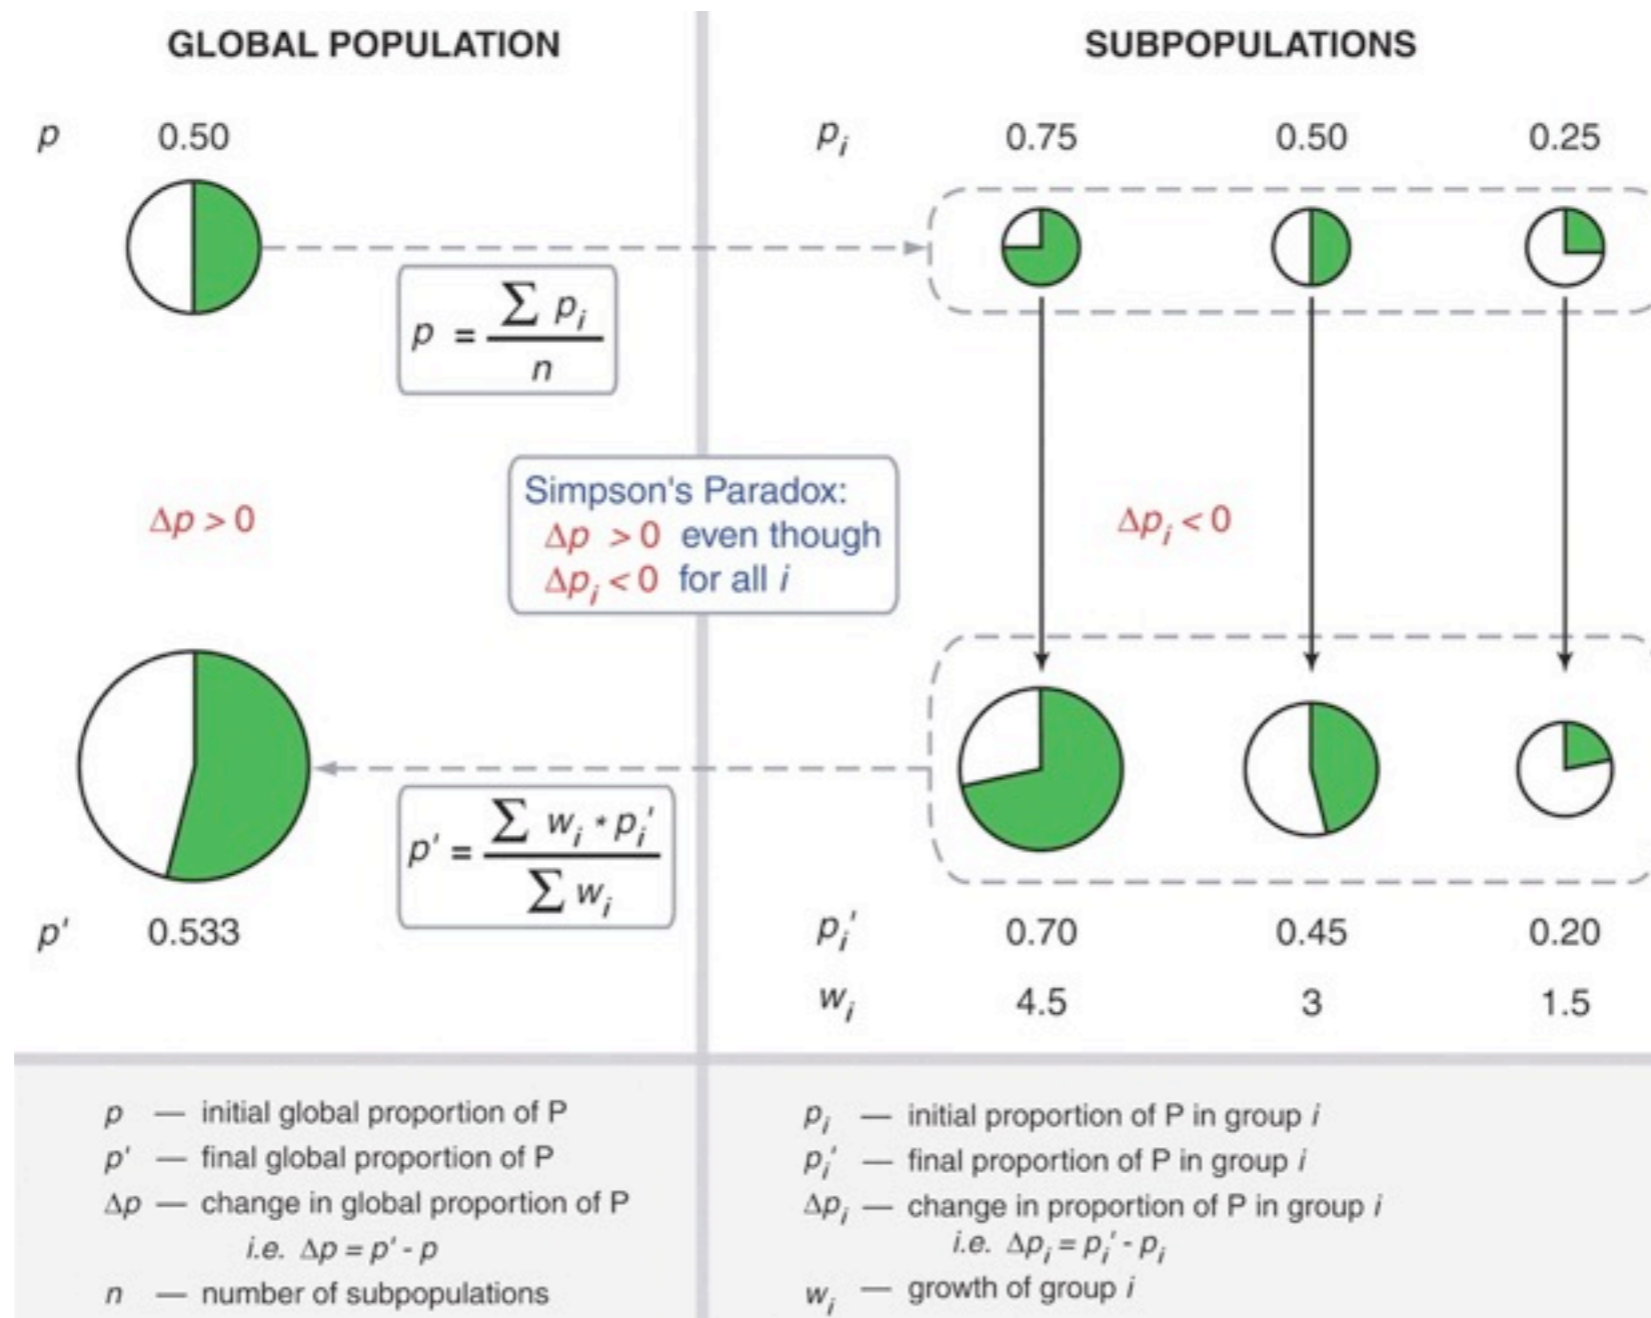 GLOBAL POPULATION
p 0.50
p = ∑ pᵢ / n
Δp > 0
p' = ∑ wᵢ * pᵢ' / ∑ wᵢ
p' 0.533
Simpson's Paradox:
Δp > 0 even though
Δpᵢ < 0 for all i
SUBPOPULATIONS
pᵢ 0.75 0.50 0.25
Δpᵢ < 0
pᵢ' 0.70 0.45 0.20
wᵢ 4.5 3 1.5
p — initial global proportion of P
p' — final global proportion of P
Δp — change in global proportion of P
i.e. Δp = p' - p
n — number of subpopulations
pᵢ — initial proportion of P in group i
pᵢ' — final proportion of P in group i
Δpᵢ — change in proportion of P in group i
i.e. Δpᵢ = pᵢ' - pᵢ
wᵢ — growth of group i